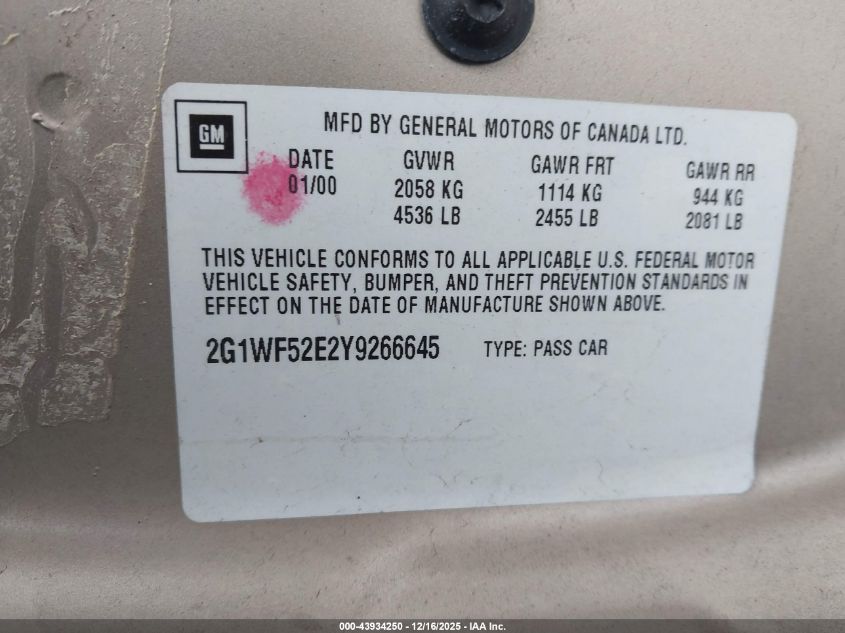 GM
MFD BY GENERAL MOTORS OF CANADA LTD.
DATE GVWR GAWR FRT GAWR RR
01/00 2058 KG 1114 KG 944 KG
4536 LB 2455 LB 2081 LB
THIS VEHICLE CONFORMS TO ALL APPLICABLE U.S. FEDERAL MOTOR
VEHICLE SAFETY, BUMPER, AND THEFT PREVENTION STANDARDS IN
EFFECT ON THE DATE OF MANUFACTURE SHOWN ABOVE.
2G1WF52E2Y9266645 TYPE: PASS CAR
000-43934250 - 12/16/2025 - IAA Inc.